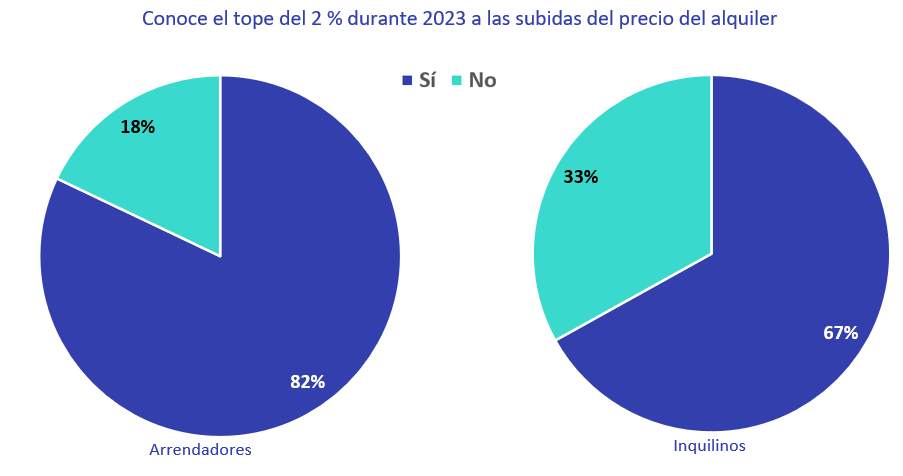 Conoce el tope del 2 % durante 2023 a las subidas del precio del alquiler
Sí No
18%
82%
Arrendadores
33%
67%
Inquilinos